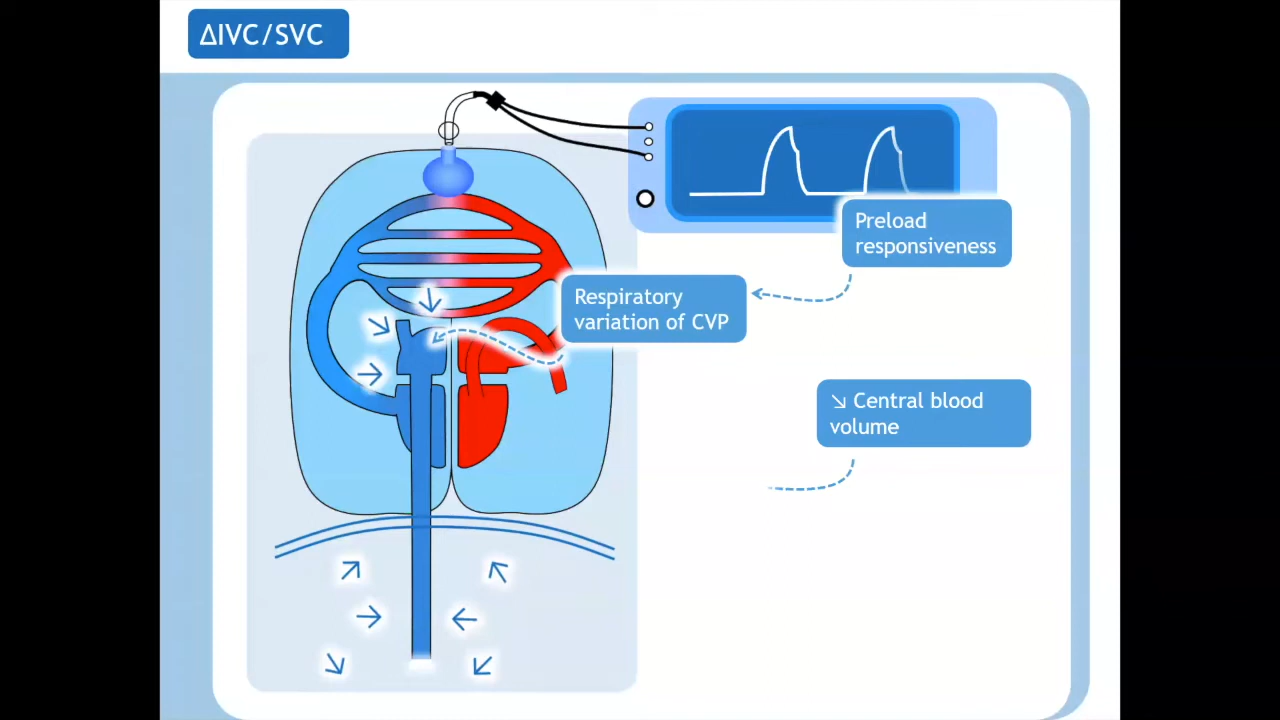 ΔIVC/SVC
Preload
responsiveness
Respiratory
variation of CVP
↘ Central blood
volume